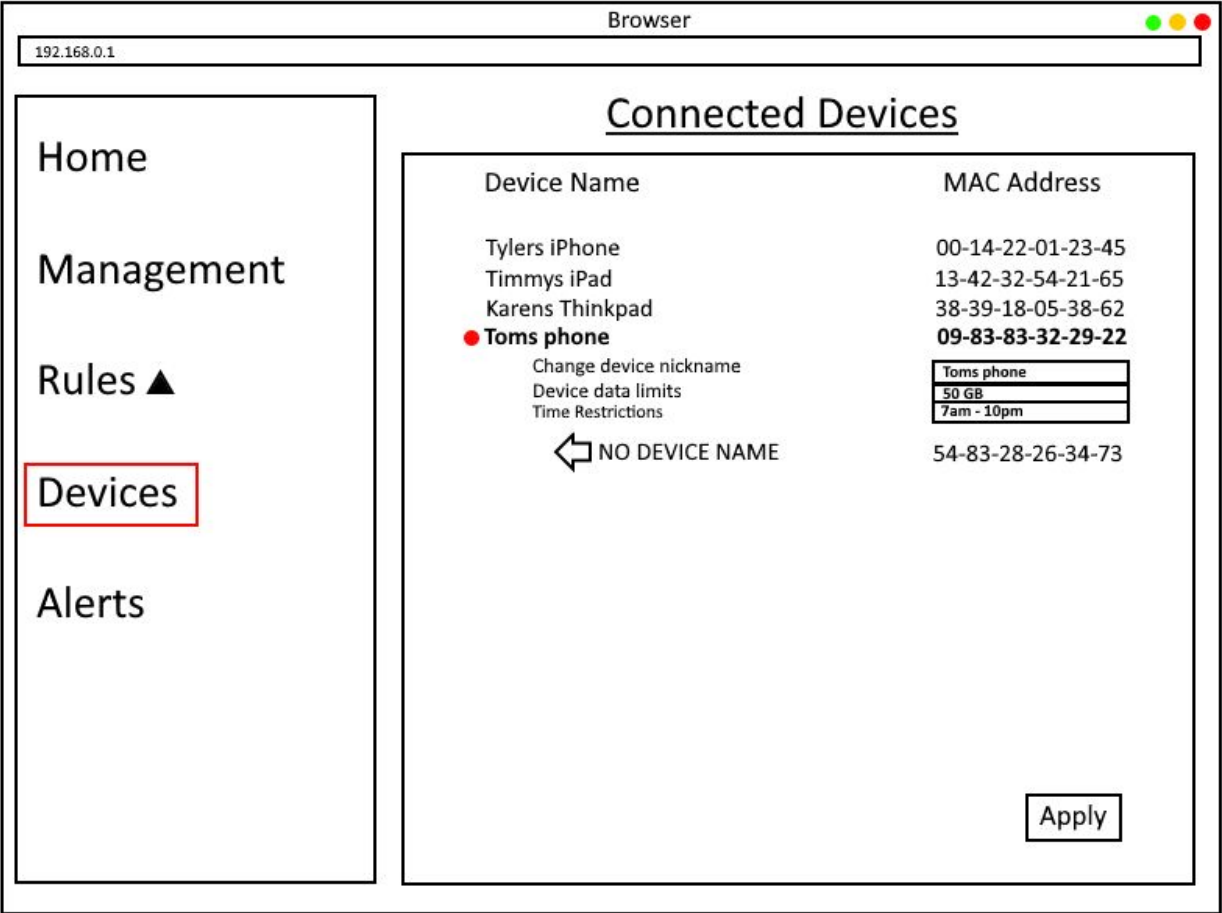 Browser
192.168.0.1
Home
Management
Rules
Devices
Alerts
Connected Devices
Device Name MAC Address
Tylers iPhone 00-14-22-01-23-45
Timmys iPad 13-42-32-54-21-65
Karens Thinkpad 38-39-18-05-38-62
Toms phone 09-83-83-32-29-22
Change device nickname Toms phone
Device data limits 50 GB
Time Restrictions 7am - 10pm
NO DEVICE NAME 54-83-28-26-34-73
Apply